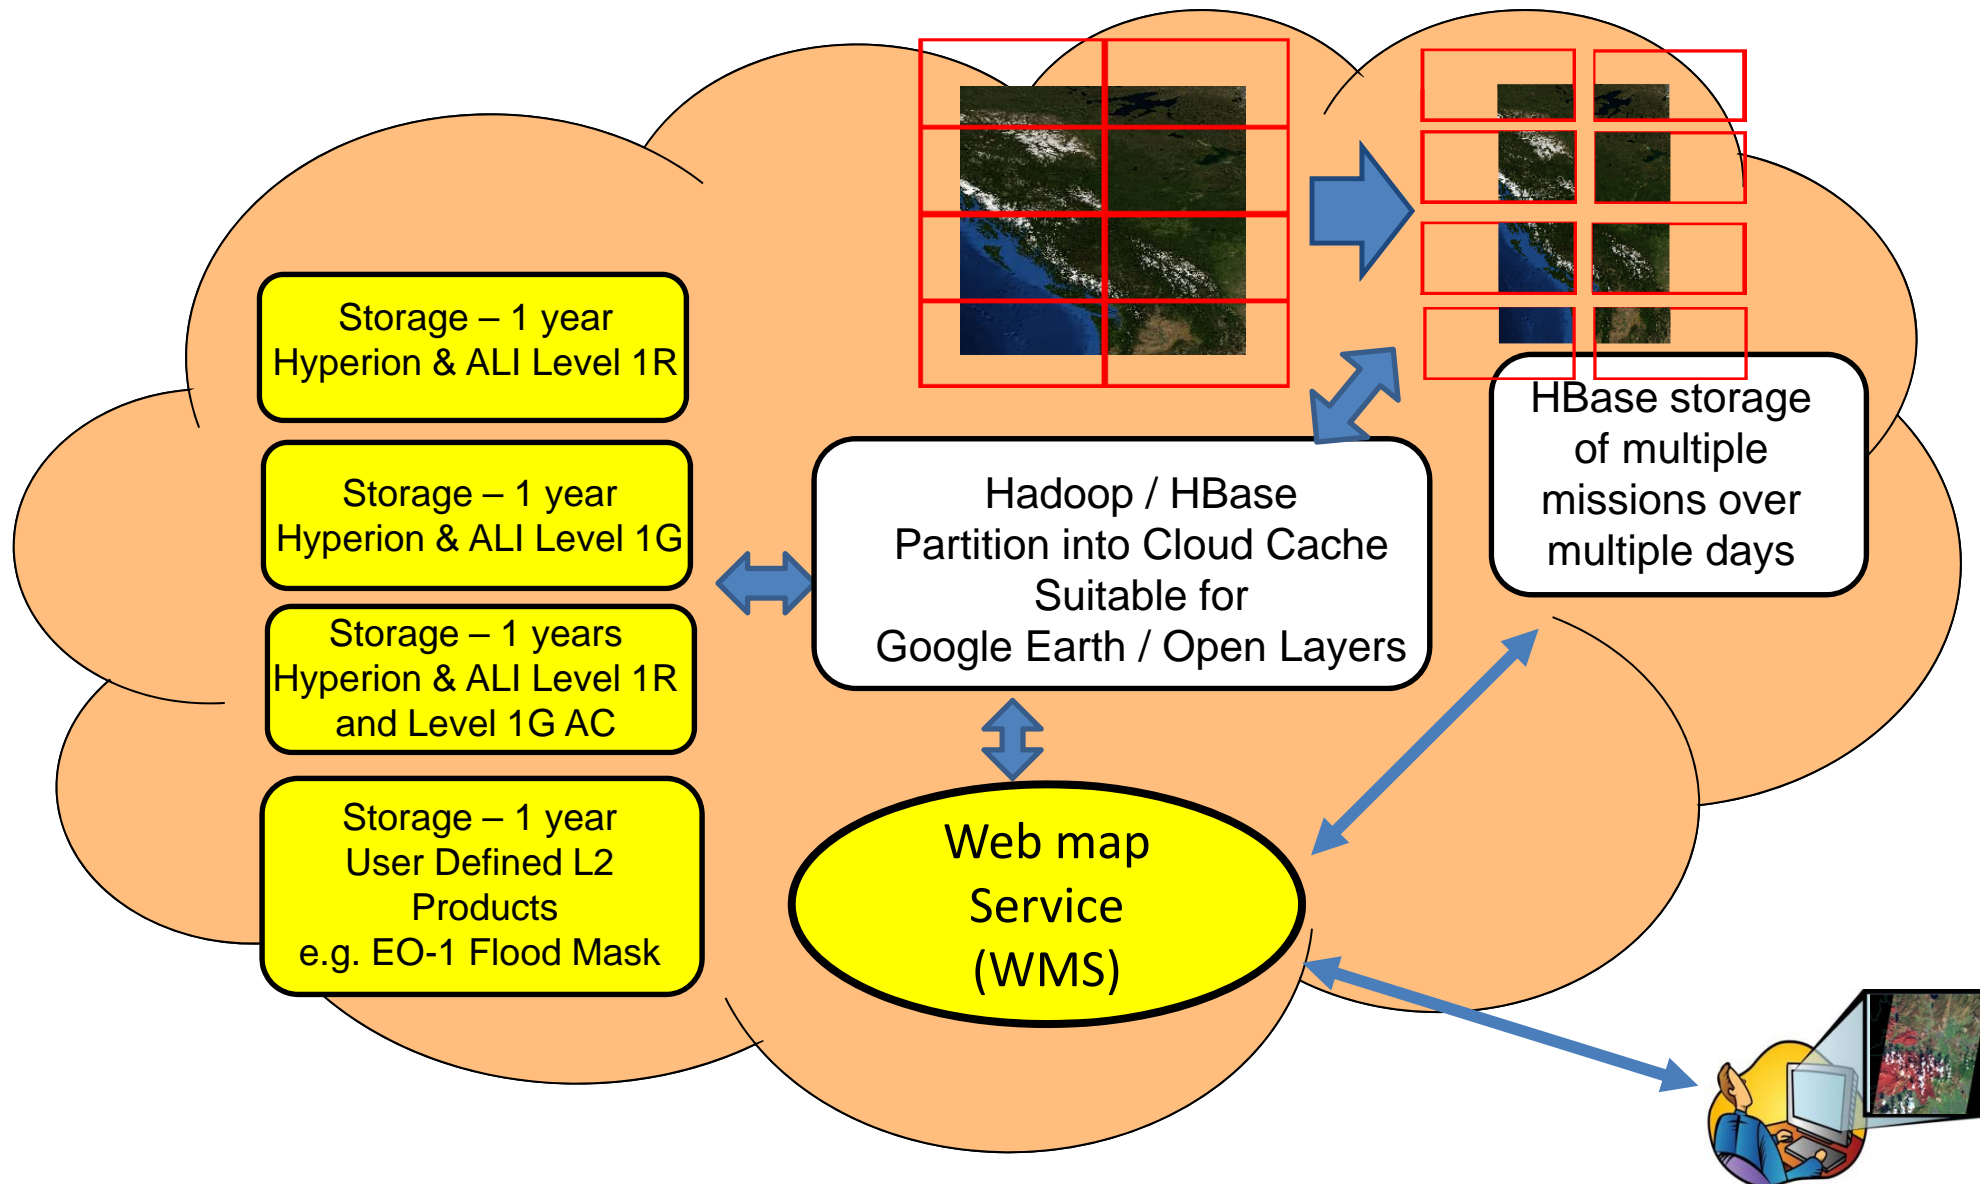 Storage – 1 year
Hyperion & ALI Level 1R
Storage – 1 year
Hyperion & ALI Level 1G
Storage – 1 years
Hyperion & ALI Level 1R
and Level 1G AC
Storage – 1 year
User Defined L2
Products
e.g. EO-1 Flood Mask
Hadoop / HBase
Partition into Cloud Cache
Suitable for
Google Earth / Open Layers
HBase storage
of multiple
missions over
multiple days
Web map
Service
(WMS)